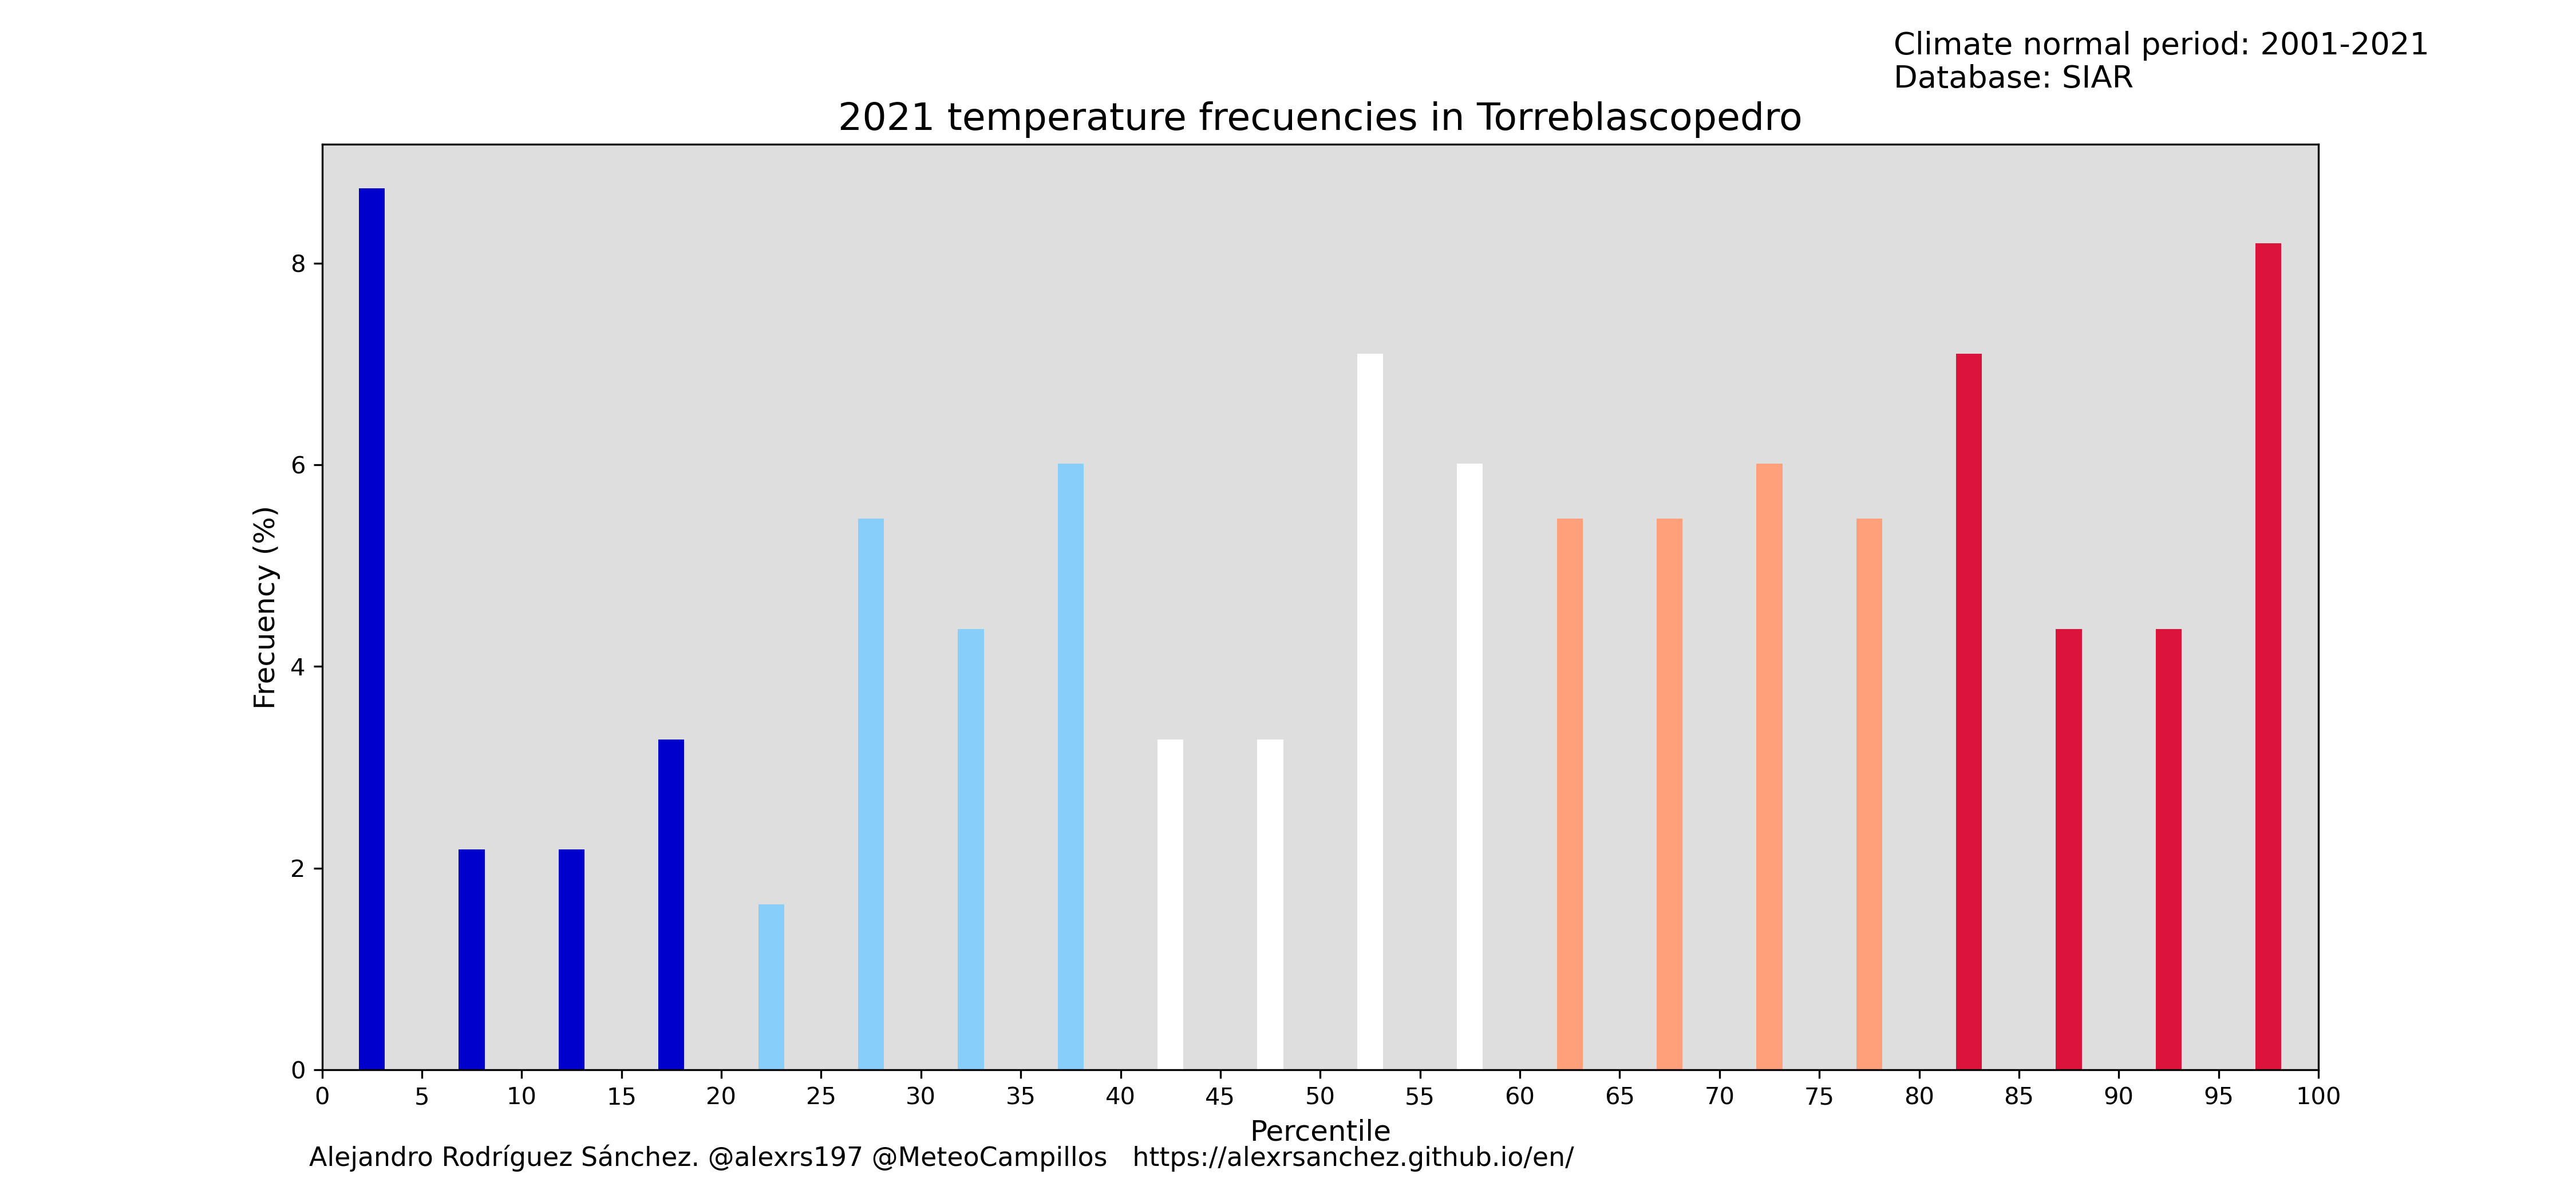 Climate normal period: 2001-2021
Database: SIAR
2021 temperature frecuencies in Torreblascopedro
Frecuency (%)
8
6
4
2
0
0 5 10 15 20 25 30 35 40 45 50 55 60 65 70 75 80 85 90 95 100
Percentile
Alejandro Rodríguez Sánchez. @alexrs197 @MeteoCampillos https://alexrsanchez.github.io/en/